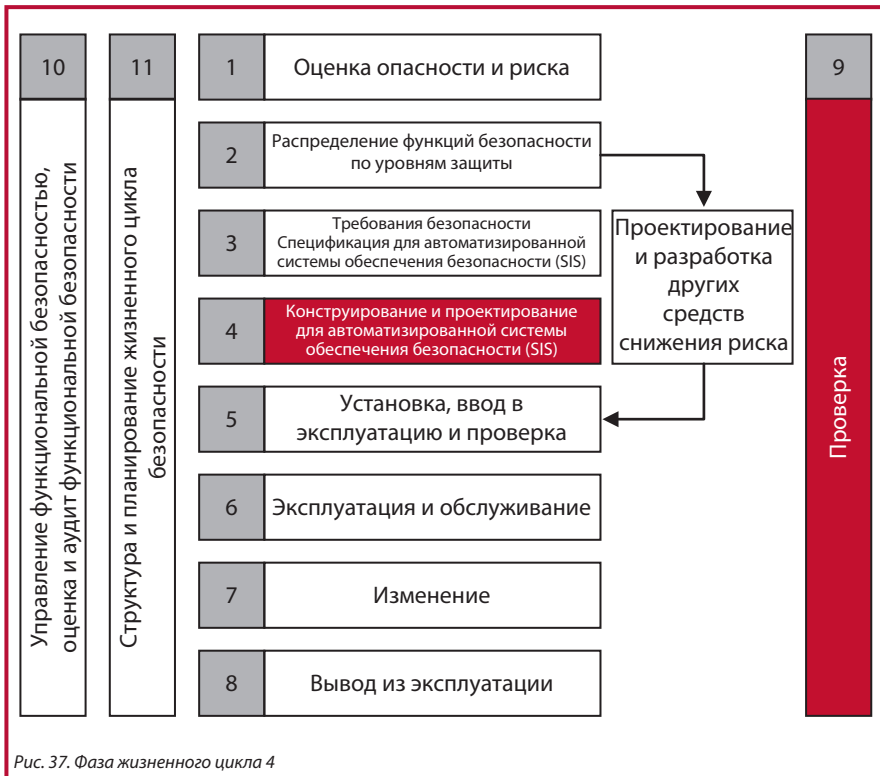 10
Управление функциональной безопасностью,
оценка и аудит функциональной безопасности
11
Структура и планирование жизненного цикла
безопасности
1
Оценка опасности и риска
2
Распределение функций безопасности
по уровням защиты
3
Требования безопасности
Спецификация для автоматизированной
системы обеспечения безопасности (SIS)
4
Конструирование и проектирование
для автоматизированной системы
обеспечения безопасности (SIS)
5
Установка, ввод в
эксплуатацию и проверка
6
Эксплуатация и обслуживание
7
Изменение
8
Вывод из эксплуатации
Проектирование
и разработка
других
средств
снижения риска
9
Проверка
Рис. 37. Фаза жизненного цикла 4